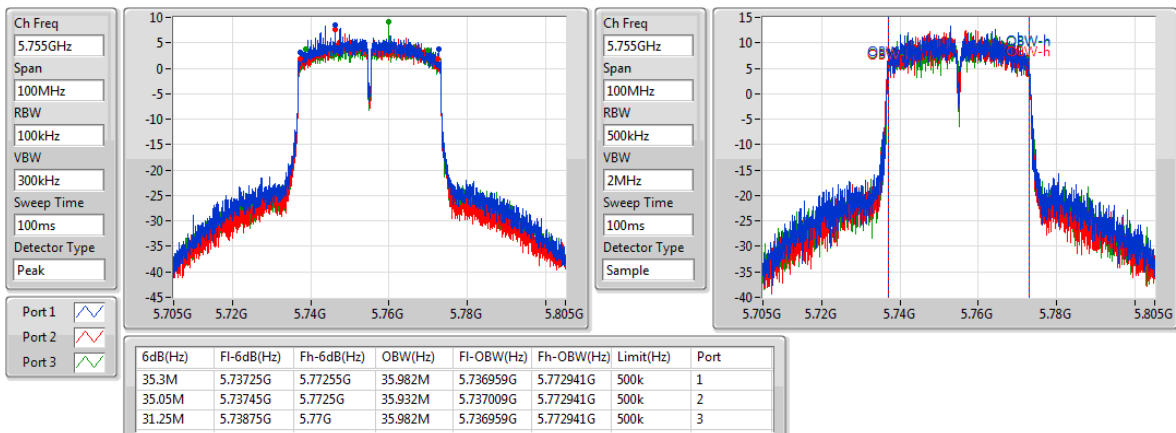 Ch Freq
5.755GHz
Span
100MHz
RBW
100kHz
VBW
300kHz
Sweep Time
100ms
Detector Type
Peak
Port 1
Port 2
Port 3
10
5
0
-5
-10
-15
-20
-25
-30
-35
-40
-45
5.705G 5.72G 5.74G 5.76G 5.78G 5.805G
Ch Freq
5.755GHz
Span
100MHz
RBW
500kHz
VBW
2MHz
Sweep Time
100ms
Detector Type
Sample
15
10
5
0
-5
-10
-15
-20
-25
-30
-35
-40
OBW-h
5.705G 5.72G 5.74G 5.76G 5.78G 5.805G
6dB(Hz) Fl-6dB(Hz) Fh-6dB(Hz) OBW(Hz) Fl-OBW(Hz) Fh-OBW(Hz) Limit(Hz) Port
35.3M 5.73725G 5.77255G 35.982M 5.736959G 5.772941G 500k 1
35.05M 5.73745G 5.7725G 35.932M 5.737009G 5.772941G 500k 2
31.25M 5.73875G 5.77G 35.982M 5.736959G 5.772941G 500k 3